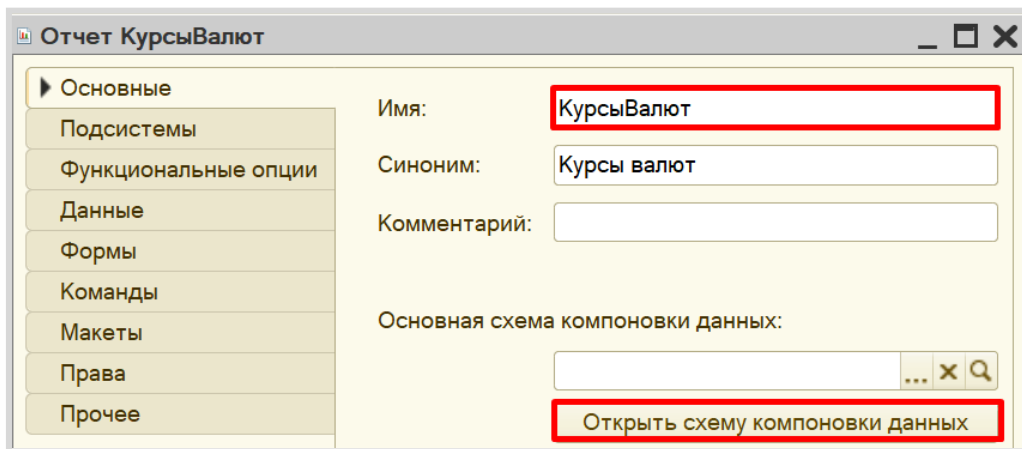 Отчет КурсыВалют
Основные
Подсистемы
Функциональные опции
Данные
Формы
Команды
Макеты
Права
Прочее
Имя: КурсыВалют
Синоним: Курсы валют
Комментарий:
Основная схема компоновки данных:
...
Открыть схему компоновки данных